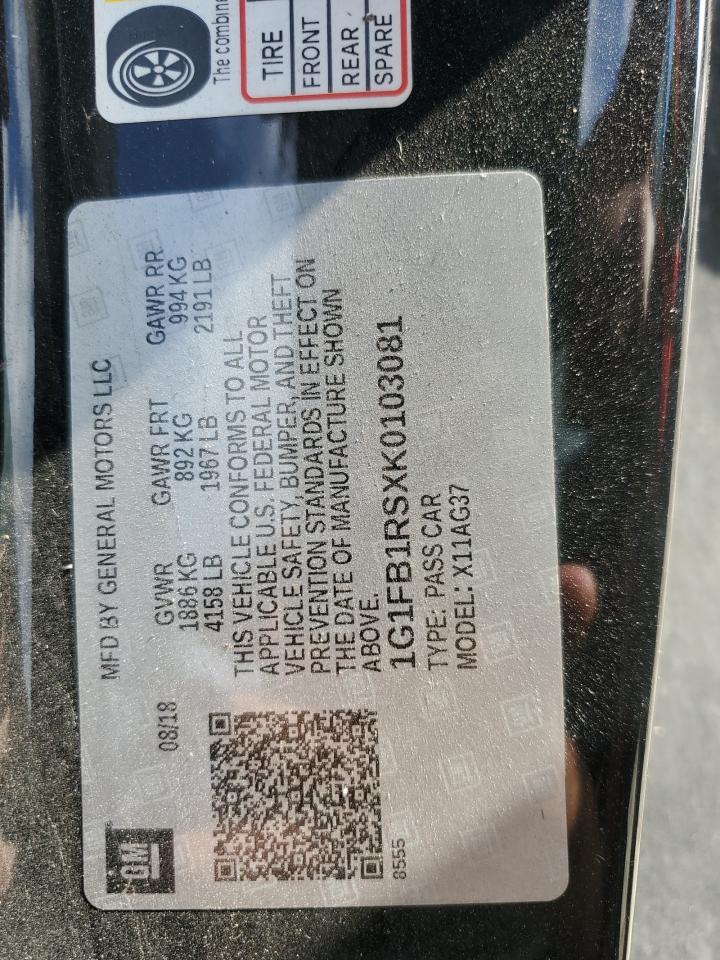 The combine
TIRE
FRONT
REAR
SPARE
GM
MFD BY GENERAL MOTORS LLC
08/18
GVWR GAWR FRT GAWR RR
1886 KG 892 KG 994 KG
4158 LB 1967 LB 2191 LB
THIS VEHICLE CONFORMS TO ALL
APPLICABLE U.S. FEDERAL MOTOR
VEHICLE SAFETY, BUMPER, AND THEFT
PREVENTION STANDARDS IN EFFECT ON
THE DATE OF MANUFACTURE SHOWN
ABOVE.
1G1FB1RSXK0103081
TYPE: PASS CAR
MODEL: X11AG37
8555